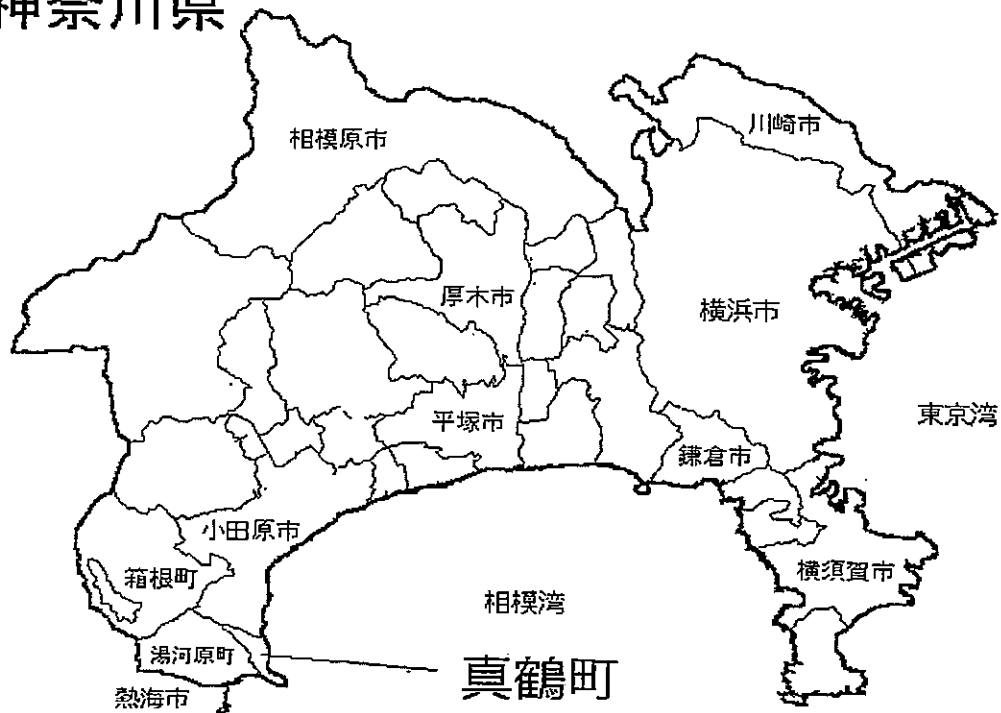 神奈川県
川崎市
相模原市
厚木市
横浜市
東京湾
平塚市
鎌倉市
小田原市
箱根町
横須賀市
相模湾
湯河原町
真鶴町
熱海市